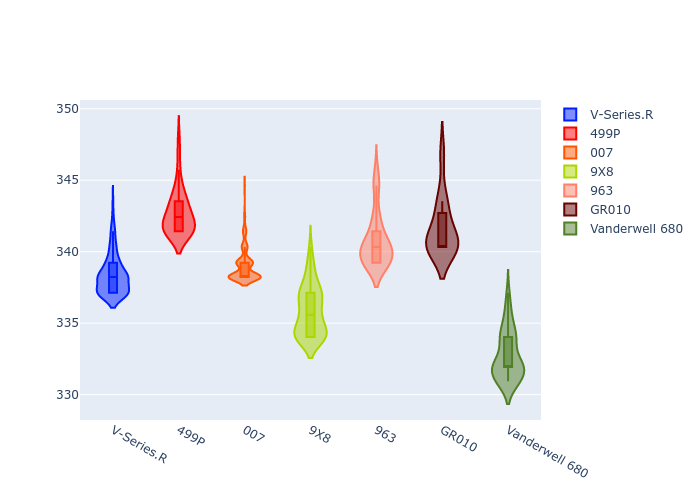 350
345
340
335
330
V-Series.R
499P
007
9X8
963
GR010
Vanderwell 680
V-Series.R
499P
007
9X8
963
GR010
Vanderwell 680